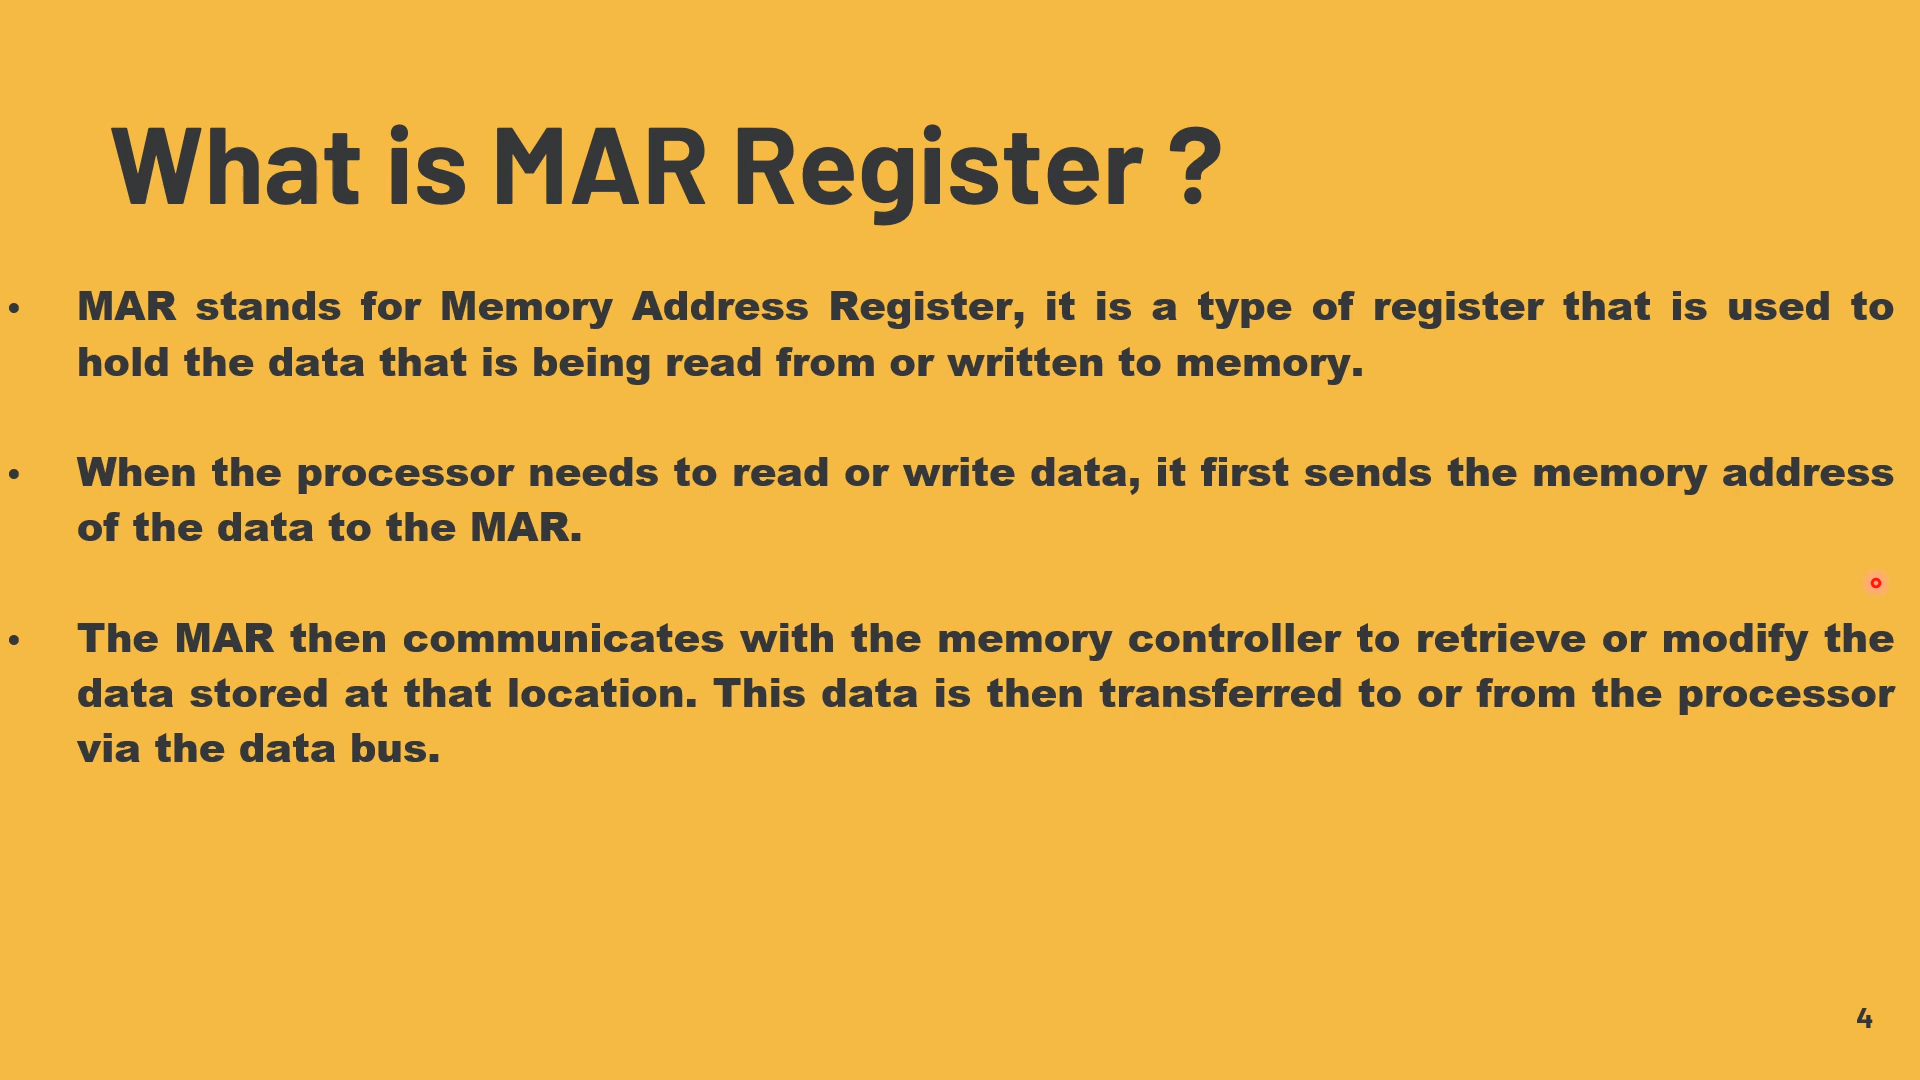 What is MAR Register ?
• MAR stands for Memory Address Register, it is a type of register that is used to
hold the data that is being read from or written to memory.
• When the processor needs to read or write data, it first sends the memory address
of the data to the MAR.
• The MAR then communicates with the memory controller to retrieve or modify the
data stored at that location. This data is then transferred to or from the processor
via the data bus.
4